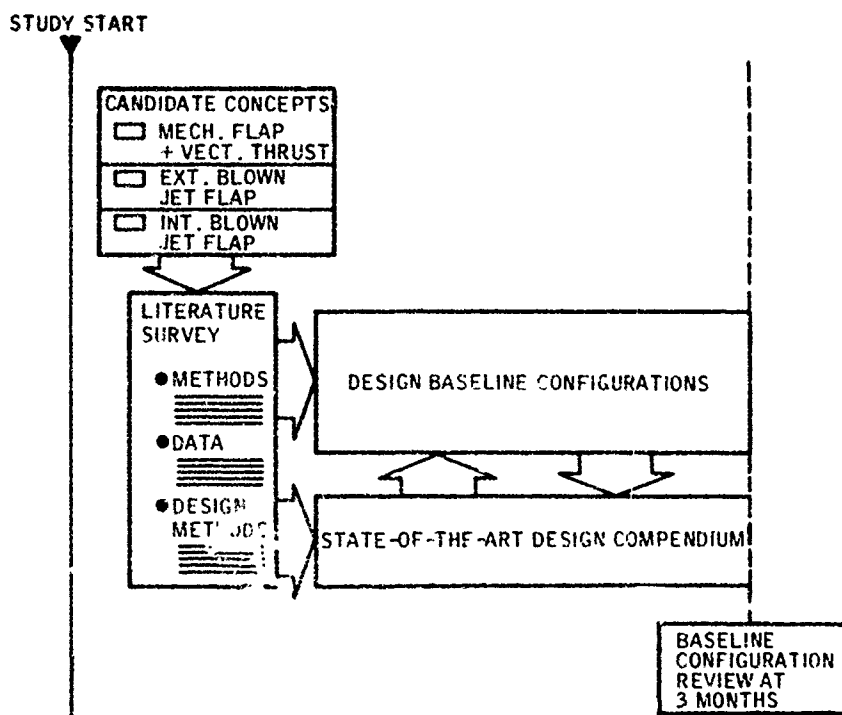 STUDY START
CANDIDATE CONCEPTS
MECH. FLAP
+ VECT. THRUST
EXT. BLOWN
JET FLAP
INT. BLOWN
JET FLAP
LITERATURE
SURVEY
●METHODS
●DATA
●DESIGN
DESIGN BASELINE CONFIGURATIONS
STATE-OF-THE-ART DESIGN COMPENDIUM
BASELINE
CONFIGURATION
REVIEW AT
3 MONTHS